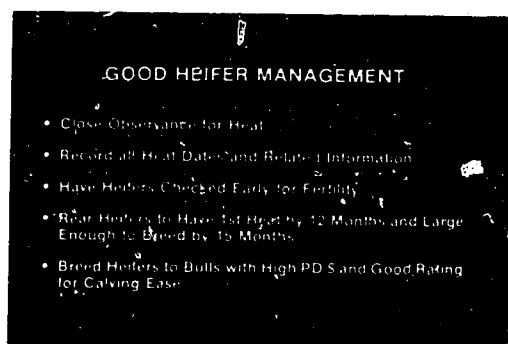 GOOD HEIFER MANAGEMENT
• Close Observance for Heat
• Record all Heat Dates and Related Information
• Have Heifers Checked Early for Fertility
• Rear Heifers to Have 1st Heat by 12 Months and Large
Enough to Breed by 15 Months
• Breed Heifers to Bulls with High PD $ and Good Rating
for Calving Ease